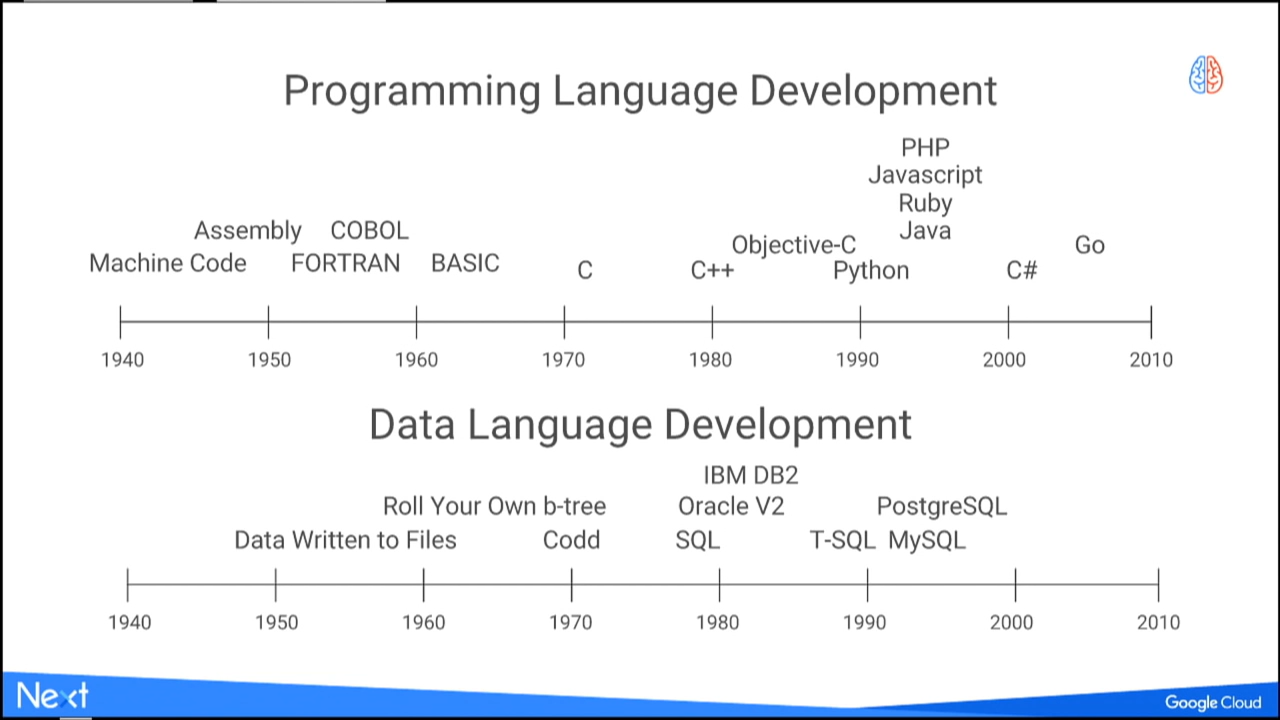 Programming Language Development
PHP
Javascript
Ruby
Assembly COBOL Java
Objective-C Go
Machine Code FORTRAN BASIC C C++ Python C#
1940 1950 1960 1970 1980 1990 2000 2010
Data Language Development
IBM DB2
Roll Your Own b-tree Oracle V2 PostgreSQL
Data Written to Files Codd SQL T-SQL MySQL
1940 1950 1960 1970 1980 1990 2000 2010
Next
Google Cloud